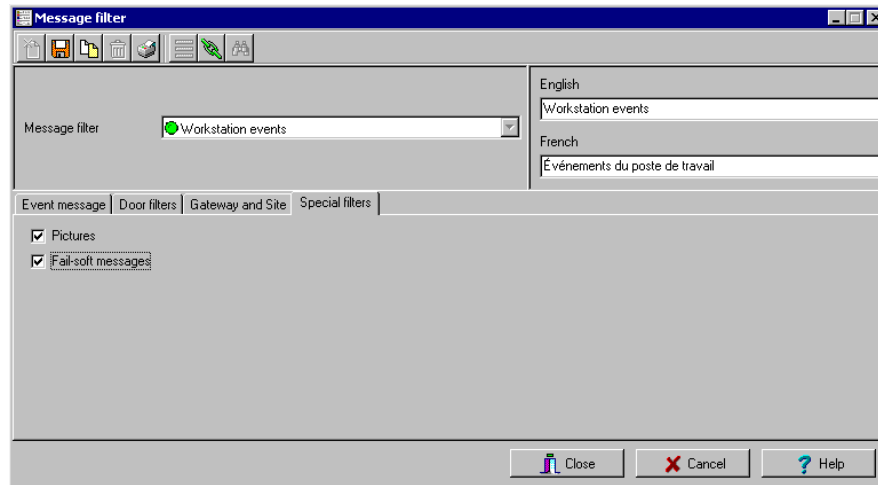 Message filter
English
Workstation events
Message filter
Workstation events
French
Événements du poste de travail
Event message
Door filters
Gateway and Site
Special filters
Pictures
Fail-soft messages
Close
Cancel
Help